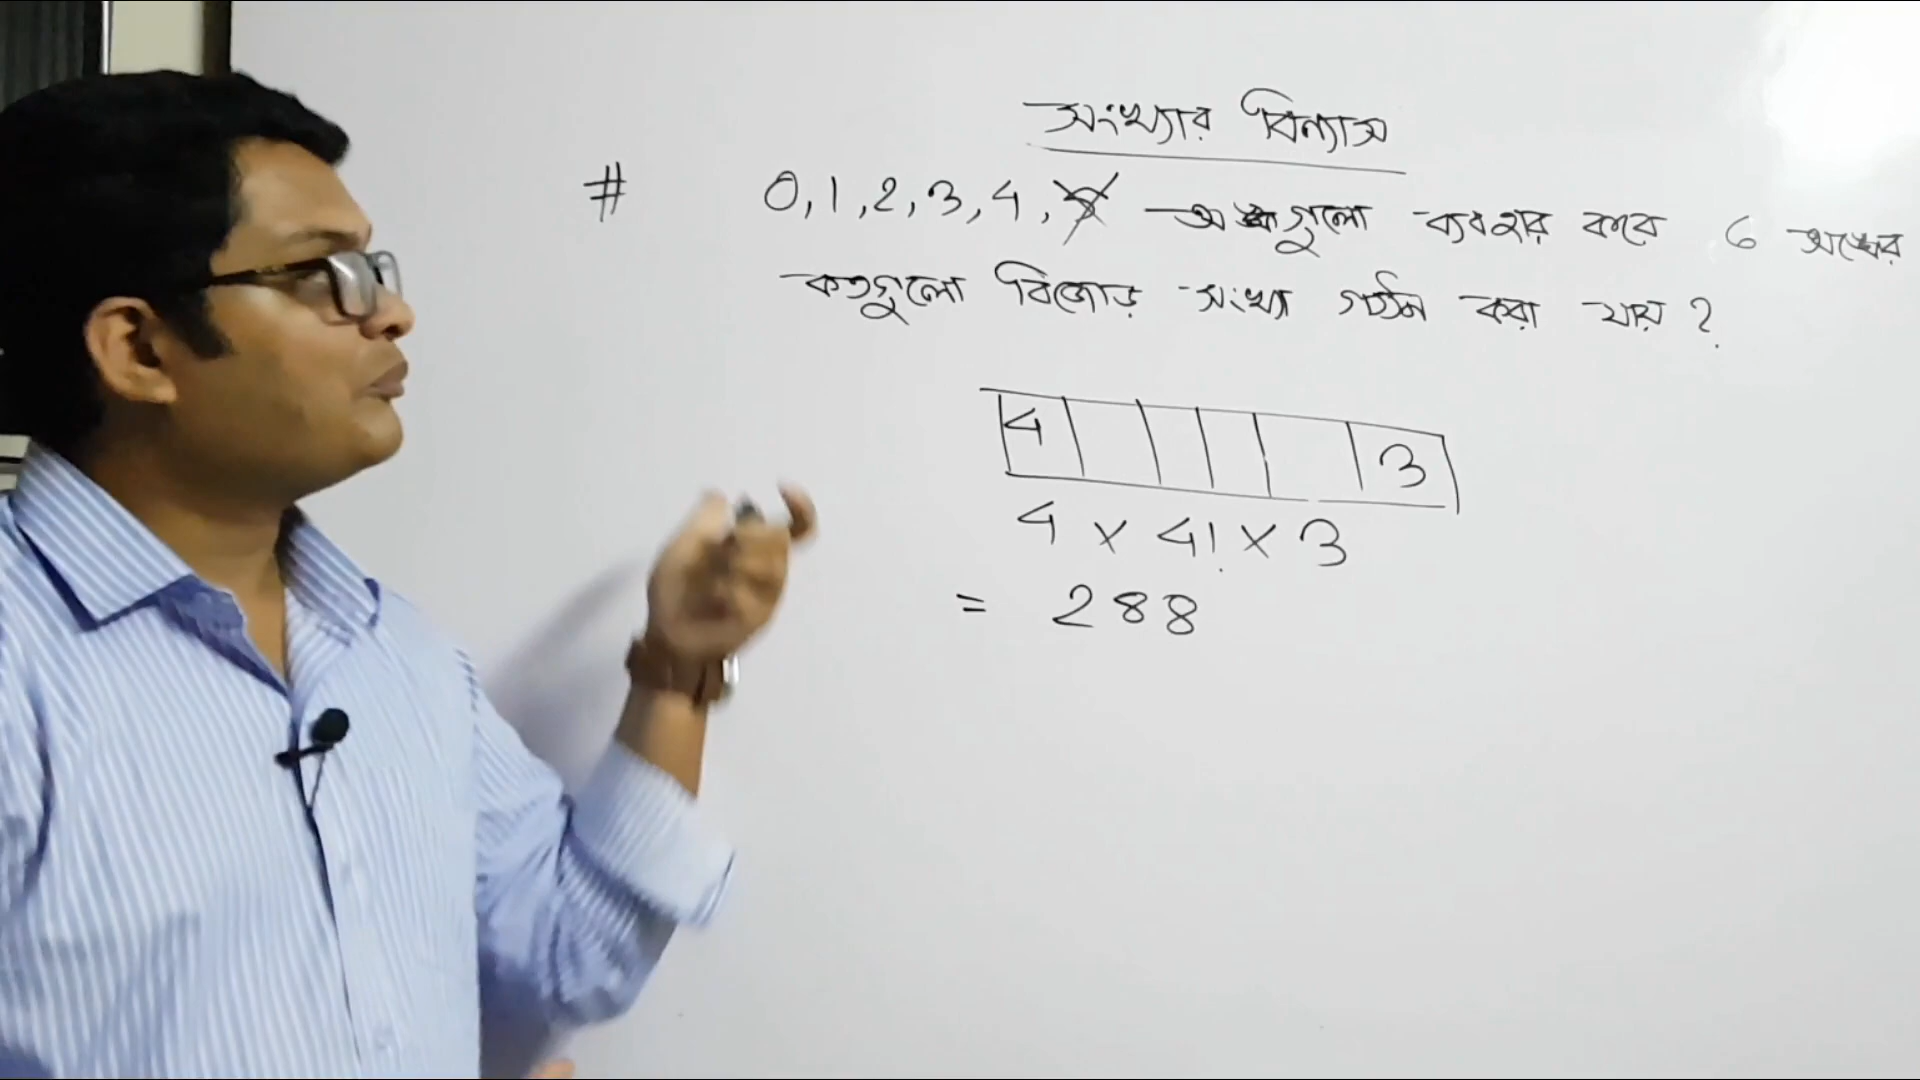 সংখ্যার বিন্যাস
# 0, 1, 2, 3, 4, 5 অঙ্কগুলো ব্যবহার করে 6 অঙ্কের
কতগুলো বিজোড় সংখ্যা গঠন করা যায় ?
4 3
4 × 4! × 3
= 288